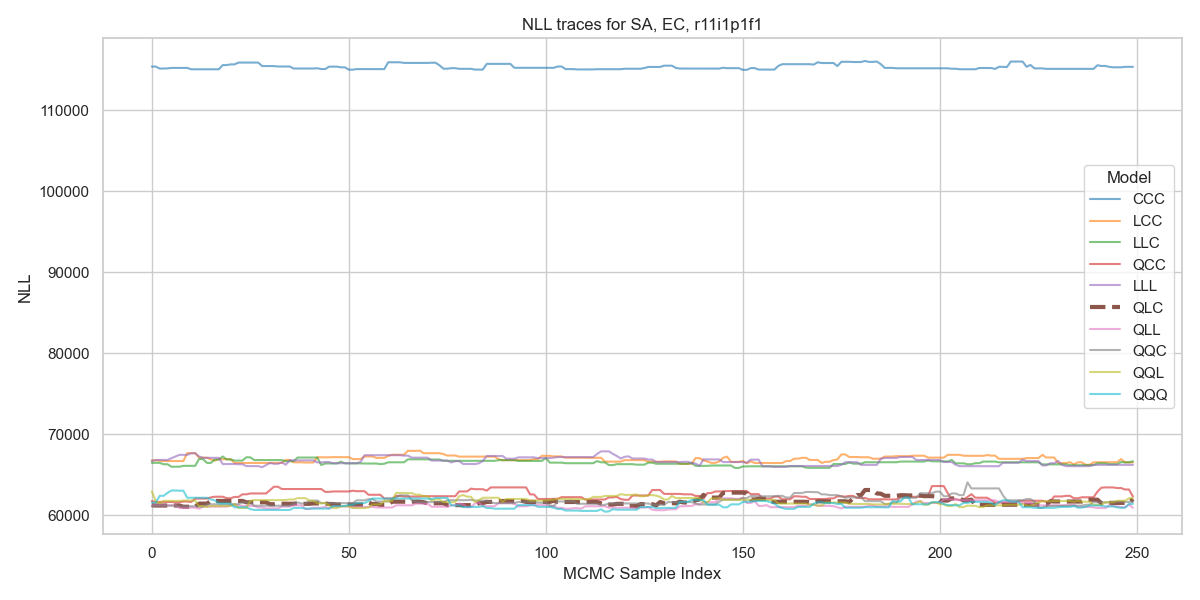 NLL traces for SA, EC, r11i1p1f1
110000
100000
90000
80000
70000
60000
NLL
0
50
100
150
200
250
MCMC Sample Index
Model
CCC
LCC
LLC
QCC
LLL
QLC
QLL
QQC
QQL
QQQ